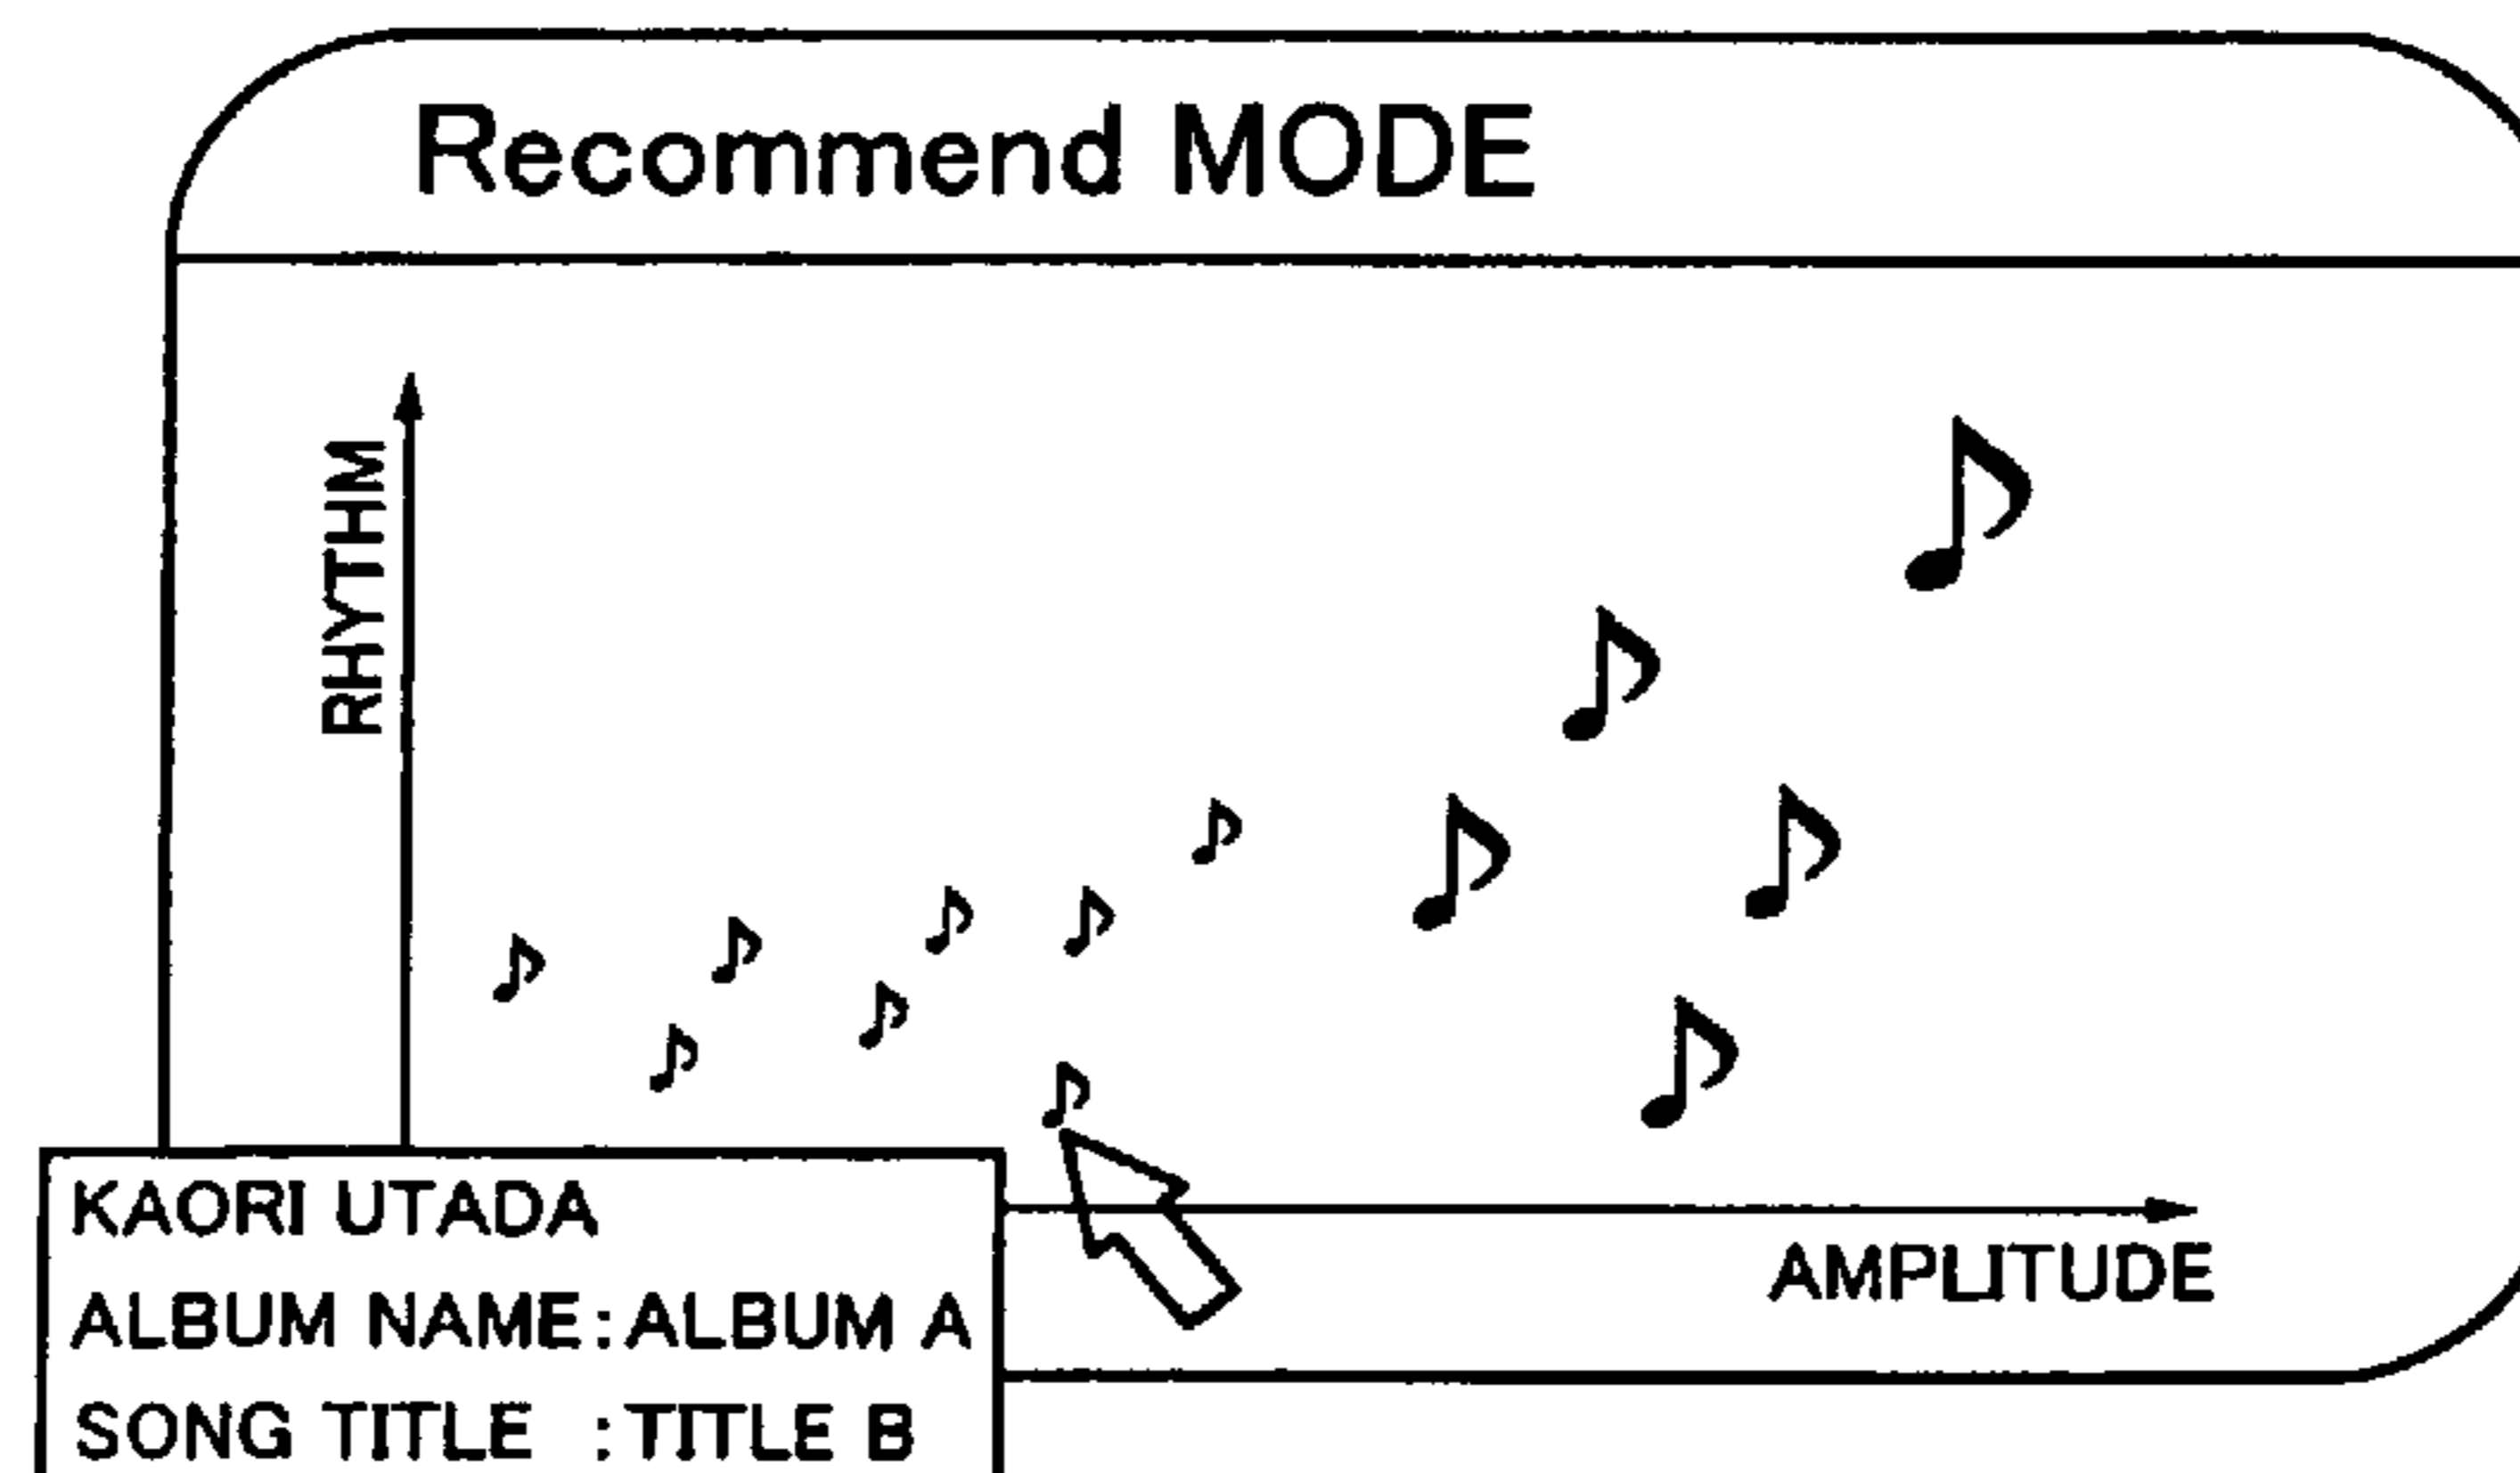 Recommend MODE
RHYTHM
AMPLITUDE
KAORI UTADA
ALBUM NAME:ALBUM A
SONG TITLE :TITLE B